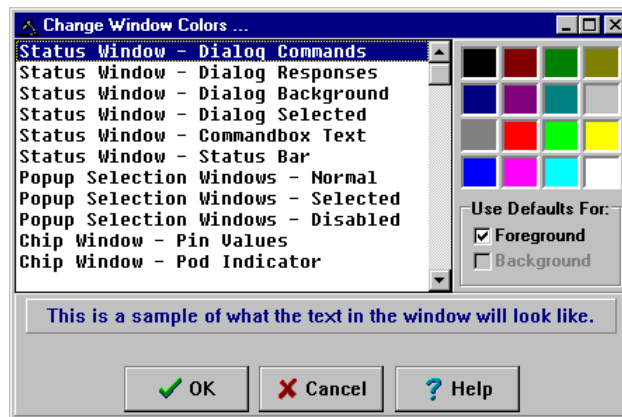 Change Window Colors ...
Status Window - Dialog Commands
Status Window - Dialog Responses
Status Window - Dialog Background
Status Window - Dialog Selected
Status Window - Commandbox Text
Status Window - Status Bar
Popup Selection Windows - Normal
Popup Selection Windows - Selected
Popup Selection Windows - Disabled
Chip Window - Pin Values
Chip Window - Pod Indicator
Use Defaults For:
Foreground
Background
This is a sample of what the text in the window will look like.
OK
Cancel
? Help